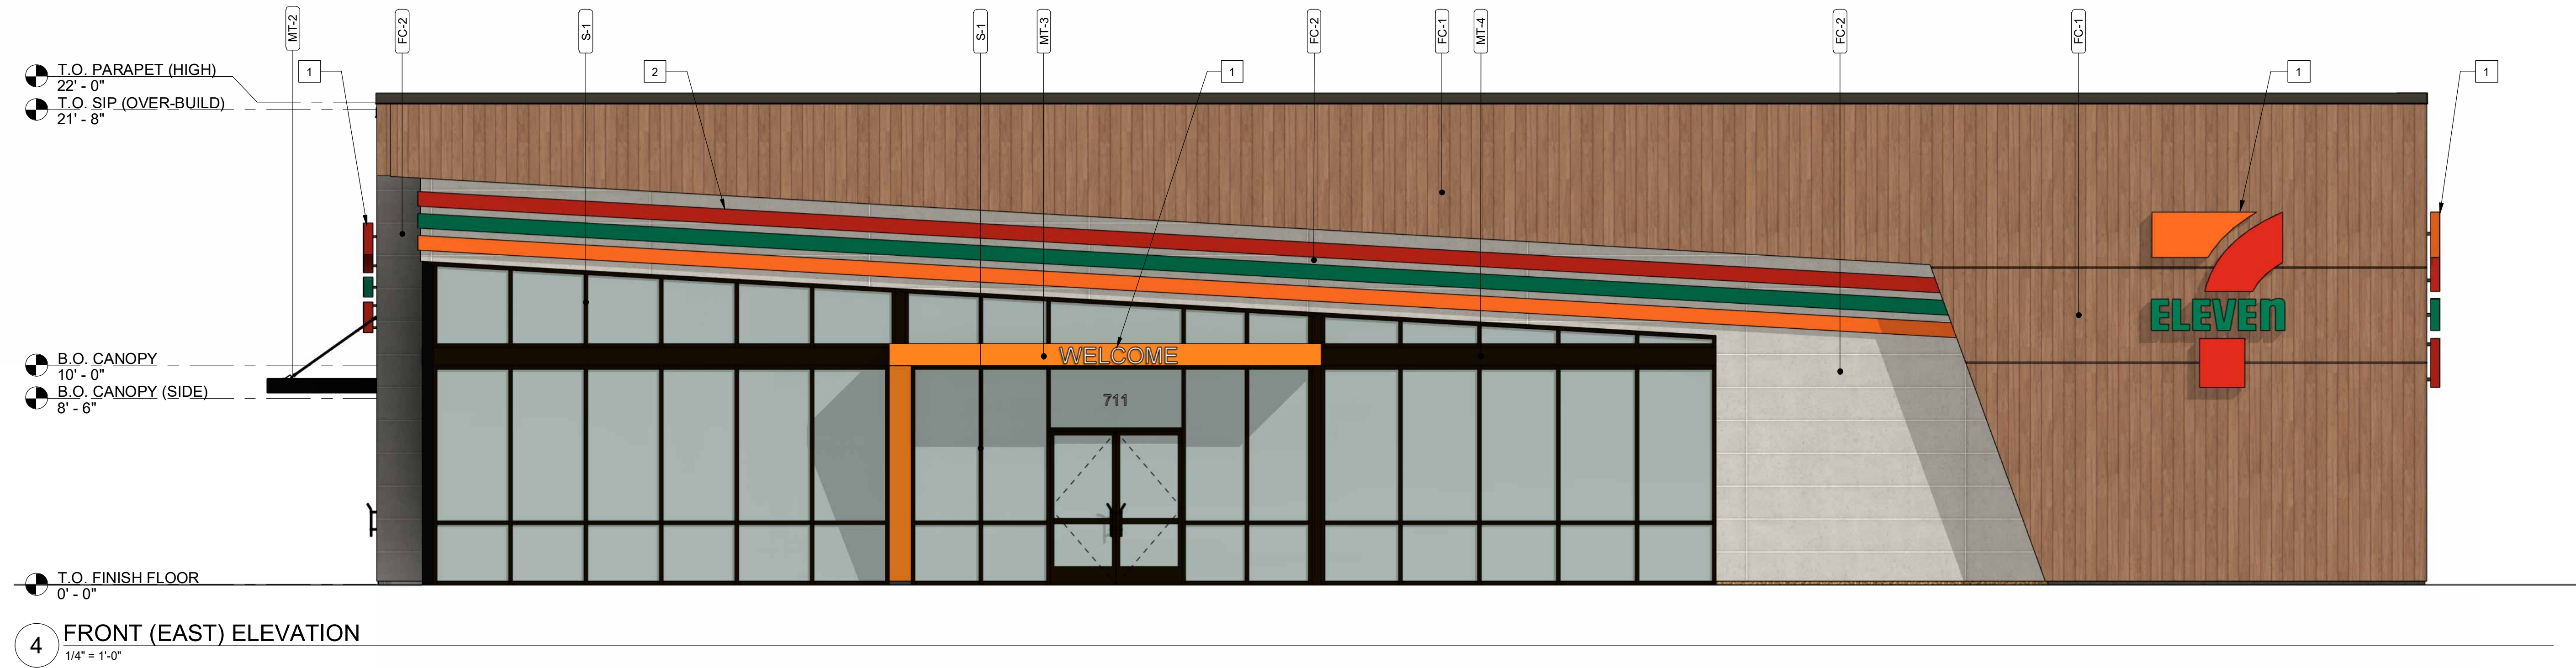 MT-2
FC-2
S-1
S-1
MT-3
FC-2
FC-1
MT-4
FC-2
FC-1
1
2
1
1
1
T.O. PARAPET (HIGH)
22' - 0"
T.O. SIP (OVER-BUILD)
21' - 8"
ELEVEn
B.O. CANOPY
10' - 0"
WELCOME
B.O. CANOPY (SIDE)
8' - 6"
711
T.O. FINISH FLOOR
0' - 0"
4
FRONT (EAST) ELEVATION
1/4" = 1'-0"